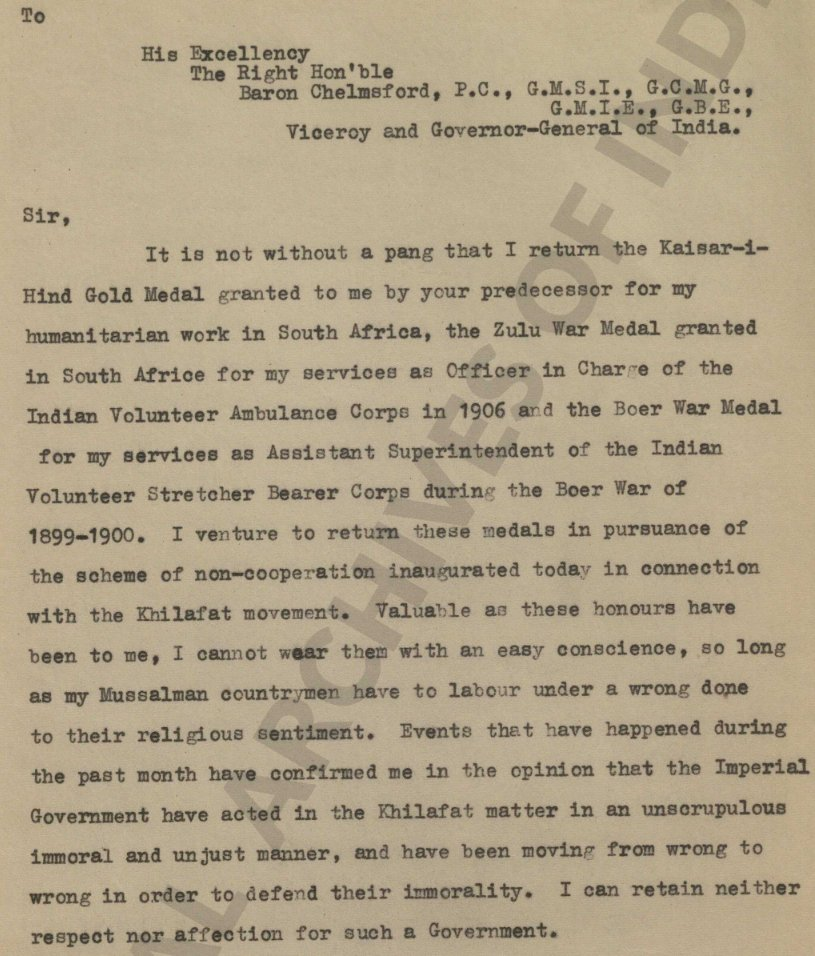 To
His Excellency
The Right Hon'ble
Baron Chelmsford, P.C., G.M.S.I., G.C.M.G.,
G.M.I.E., G.B.E.,
Viceroy and Governor-General of India.
Sir,
It is not without a pang that I return the Kaisar-i-
Hind Gold Medal granted to me by your predecessor for my
humanitarian work in South Africa, the Zulu War Medal granted
in South Africe for my services as Officer in Charge of the
Indian Volunteer Ambulance Corps in 1906 and the Boer War Medal
for my services as Assistant Superintendent of the Indian
Volunteer Stretcher Bearer Corps during the Boer War of
1899-1900. I venture to return these medals in pursuance of
the scheme of non-cooperation inaugurated today in connection
with the Khilafat movement. Valuable as these honours have
been to me, I cannot wear them with an easy conscience, so long
as my Mussalman countrymen have to labour under a wrong done
to their religious sentiment. Events that have happened during
the past month have confirmed me in the opinion that the Imperial
Government have acted in the Khilafat matter in an unscrupulous
immoral and unjust manner, and have been moving from wrong to
wrong in order to defend their immorality. I can retain neither
respect nor affection for such a Government.
AL ARCHIVES OF INDI